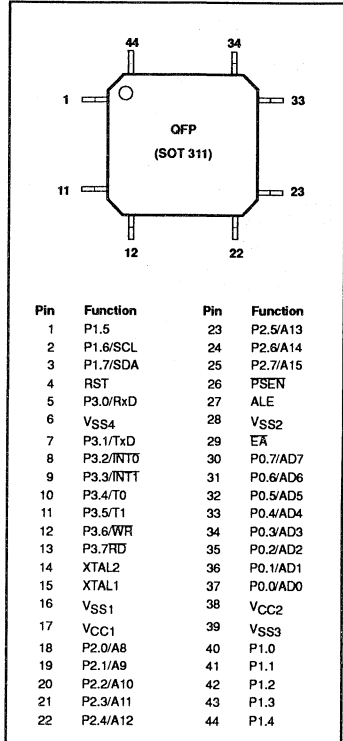 44 34
1 33
QFP
(SOT 311)
11 23
12 22
Pin Function Pin Function
1 P1.5 23 P2.5/A13
2 P1.6/SCL 24 P2.6/A14
3 P1.7/SDA 25 P2.7/A15
4 RST 26 P̅S̅E̅N̅
5 P3.0/RxD 27 ALE
6 VSS4 28 VSS2
7 P3.1/TxD 29 E̅A̅
8 P3.2/I̅N̅T̅0̅ 30 P0.7/AD7
9 P3.3/I̅N̅T̅1̅ 31 P0.6/AD6
10 P3.4/T0 32 P0.5/AD5
11 P3.5/T1 33 P0.4/AD4
12 P3.6/W̅R̅ 34 P0.3/AD3
13 P3.7R̅D̅ 35 P0.2/AD2
14 XTAL2 36 P0.1/AD1
15 XTAL1 37 P0.0/AD0
16 VSS1 38 VCC2
17 VCC1 39 VSS3
18 P2.0/A8 40 P1.0
19 P2.1/A9 41 P1.1
20 P2.2/A10 42 P1.2
21 P2.3/A11 43 P1.3
22 P2.4/A12 44 P1.4